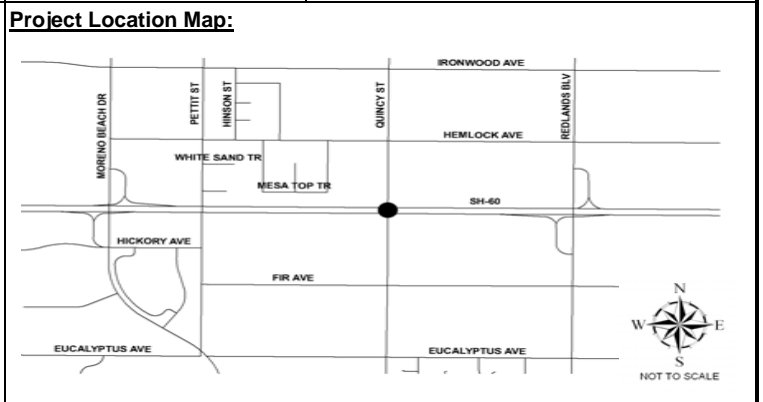 Project Location Map:
IRONWOOD AVE
MORENO BEACH DR
PETTIT ST
HINSON ST
QUINCY ST
REDLANDS BLV
HEMLOCK AVE
WHITE SAND TR
MESA TOP TR
SH-60
HICKORY AVE
FIR AVE
N
W
E
S
EUCALYPTUS AVE
EUCALYPTUS AVE
NOT TO SCALE